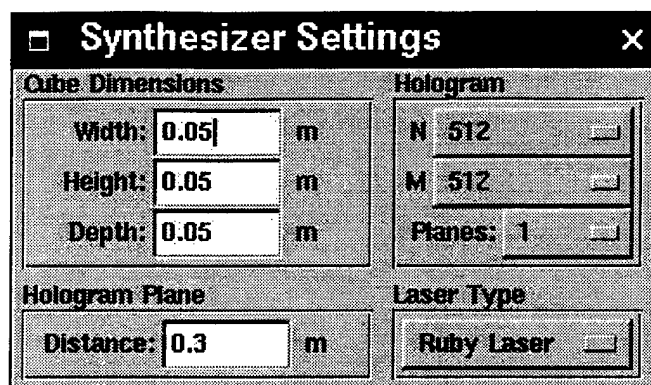 Synthesizer Settings
Cube Dimensions
Width: 0.05 m
Height: 0.05 m
Depth: 0.05 m
Hologram
N 512
M 512
Planes: 1
Hologram Plane
Distance: 0.3 m
Laser Type
Ruby Laser